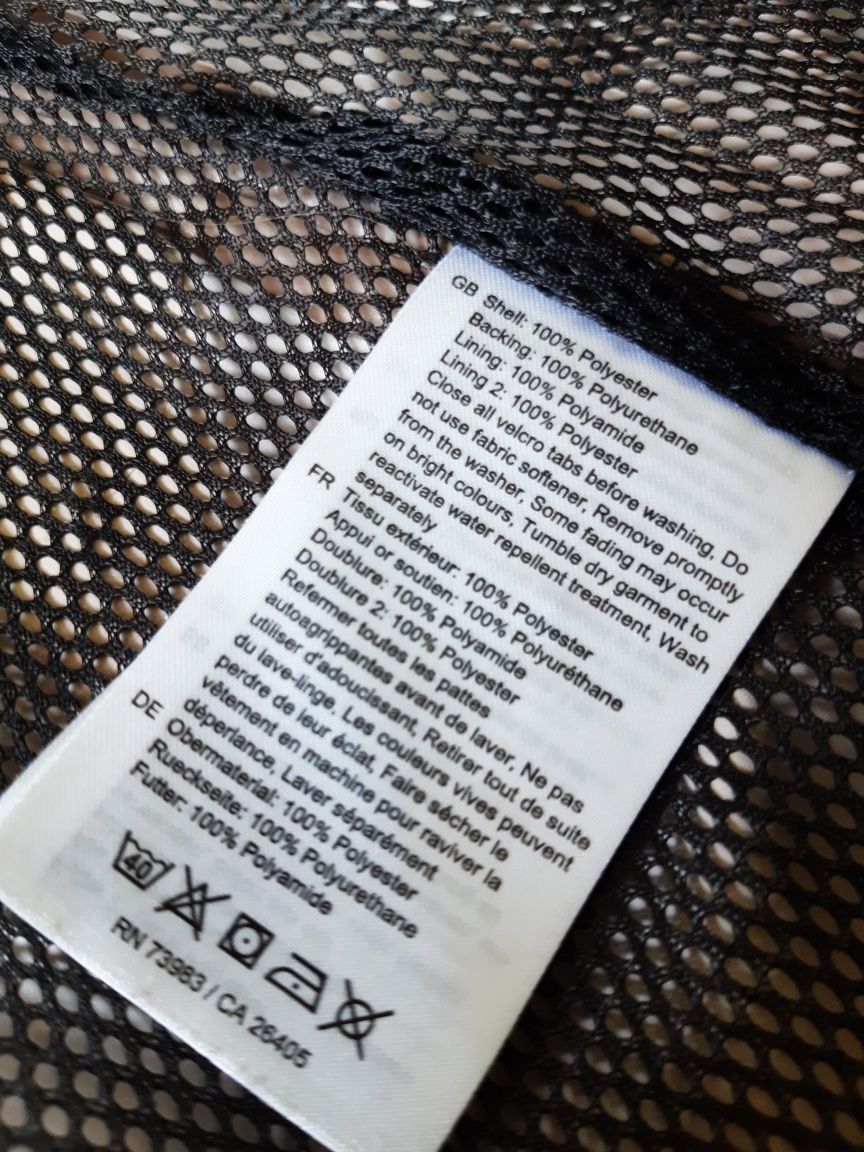 GB Shell: 100% Polyester
Backing: 100% Polyurethane
Lining: 100% Polyamide
Lining 2: 100% Polyester
Close all velcro tabs before washing, Do
not use fabric softener, Remove promptly
from the washer, Some fading may occur
on bright colours, Tumble dry garment to
reactivate water repellent treatment, Wash
separately
FR Tissu extérieur: 100% Polyester
Appui or soutien: 100% Polyuréthane
Doublure: 100% Polyamide
Doublure 2: 100% Polyester
Refermer toutes les pattes
autoagrippantes avant de laver, Ne pas
utiliser d'adoucissant, Retirer tout de suite
du lave-linge, Les couleurs vives peuvent
perdre de leur éclat, Faire sécher le
vêtement en machine pour raviver la
déperlance, Laver séparément
DE Obermaterial: 100% Polyester
Rueckseite: 100% Polyurethane
Futter: 100% Polyamide
40
RN 73963 / CA 26405